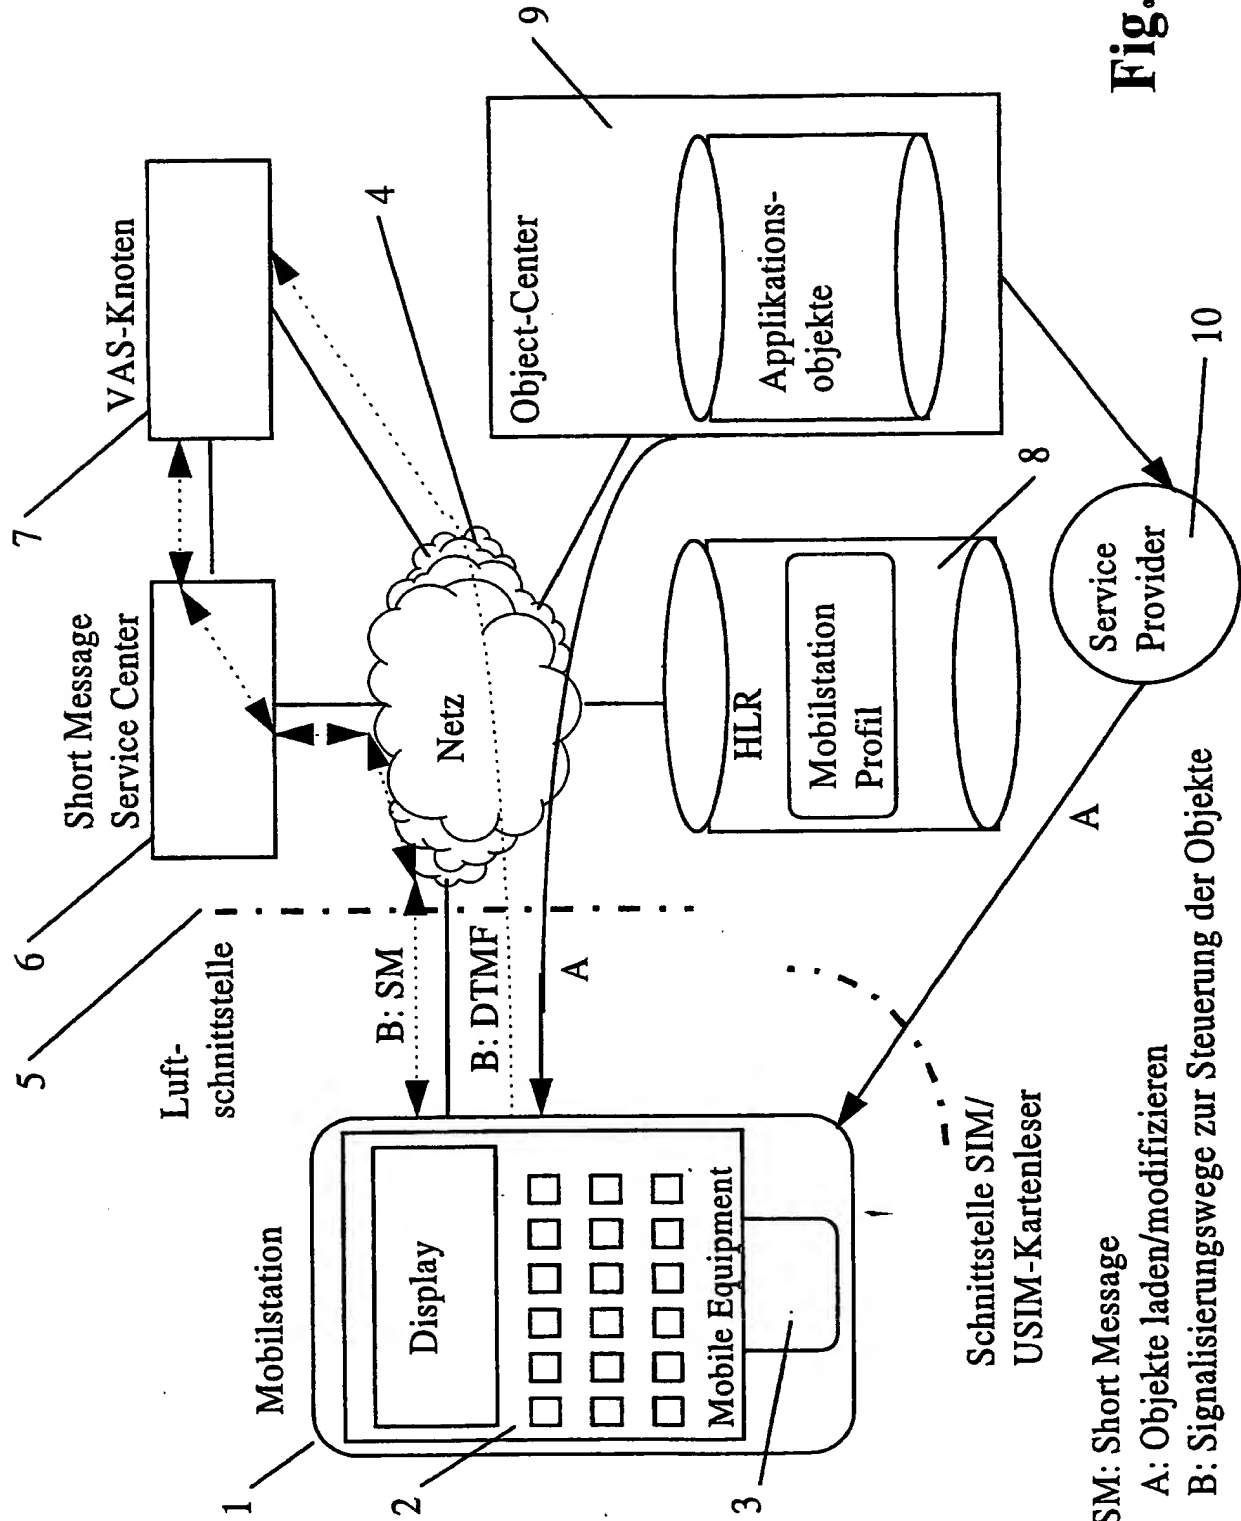 1
Mobilstation
2
Display
Mobile Equipment
3
5
Luft-
schnittstelle
B: SM
B: DTMF
A
6
Short Message
Service Center
7
VAS-Knoten
4
Netz
9
Object-Center
Applikations-
objekte
HLR
Mobilstation
Profil
8
Service
Provider
10
A
Schnittstelle SIM/
USIM-Kartenleser
SM: Short Message
A: Objekte laden/modifizieren
B: Signalisierungswege zur Steuerung der Objekte
Fig.